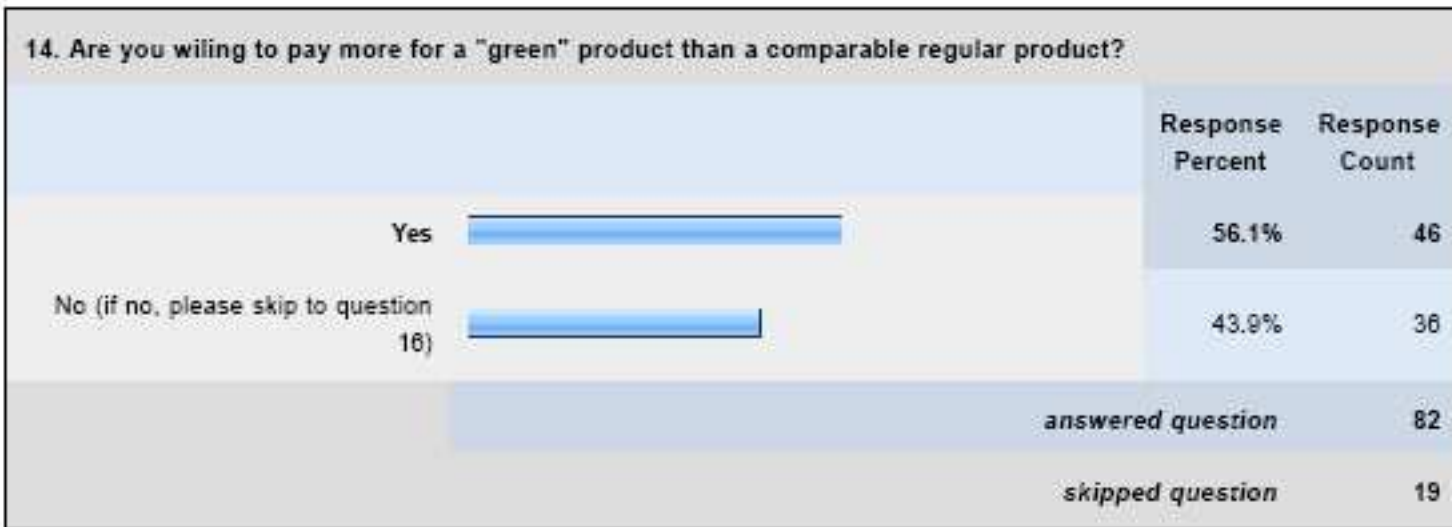 14. Are you wiling to pay more for a "green" product than a comparable regular product?
Response Percent
Response Count
Yes 56.1% 46
No (if no, please skip to question 16) 43.9% 36
answered question 82
skipped question 19